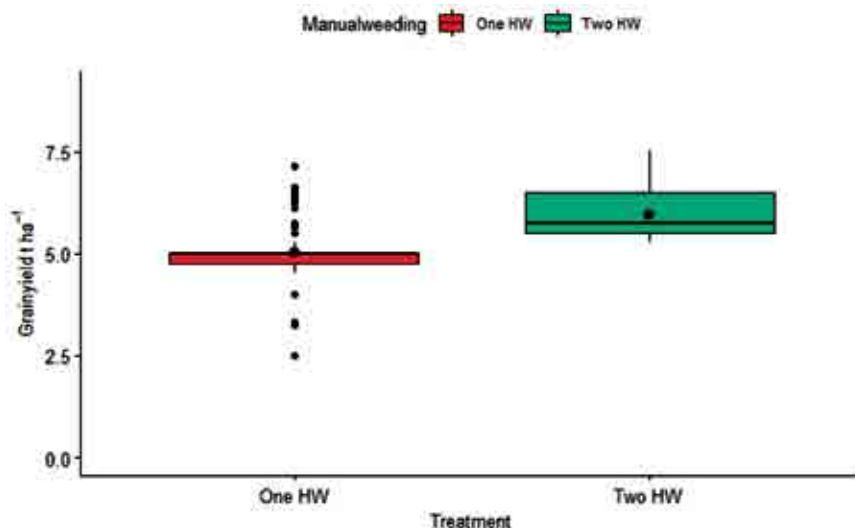 Manualweeding One HW Two HW
Grainyield t ha⁻¹
7.5
5.0
2.5
0.0
One HW Two HW
Treatment